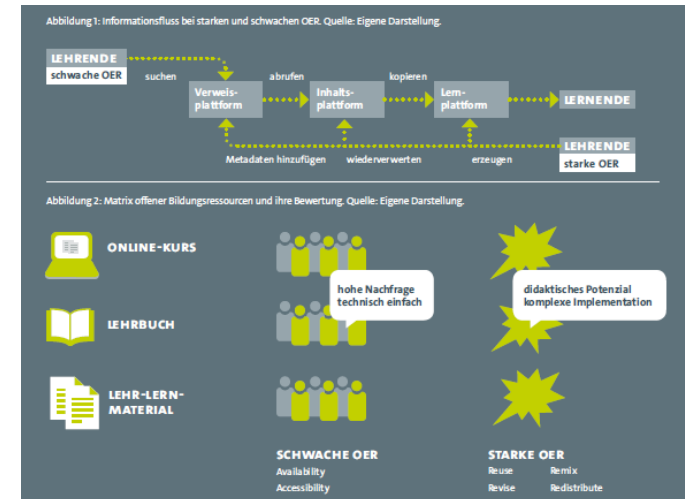 Abbildung 1: Informationsfluss bei starken und schwachen OER. Quelle: Eigene Darstellung.
LEHRENDE
schwache OER
suchen
abrufen
kopieren
Verweis-
plattform
Inhalts-
plattform
Lern-
plattform
LERNENDE
LEHRENDE
starke OER
Metadaten hinzufügen
wiederverwerten
erzeugen
Abbildung 2: Matrix offener Bildungsressourcen und ihre Bewertung. Quelle: Eigene Darstellung.
ONLINE-KURS
hohe Nachfrage
technisch einfach
didaktisches Potenzial
komplexe Implementation
LEHRBUCH
LEHR-LERN-
MATERIAL
SCHWACHE OER
Availability
Accessibility
STARKE OER
Reuse Remix
Revise Redistribute